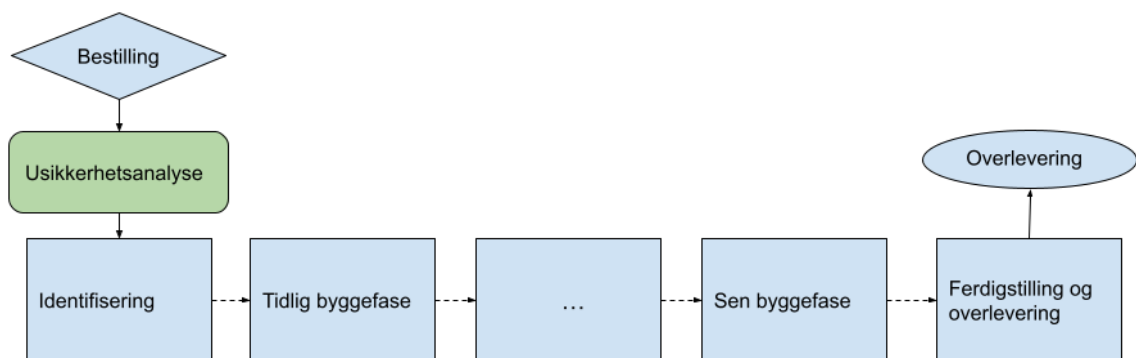 Bestilling
Usikkerhetsanalyse
Overlevering
Identifisering
Tidlig byggefase
...
Sen byggefase
Ferdigstilling og
overlevering